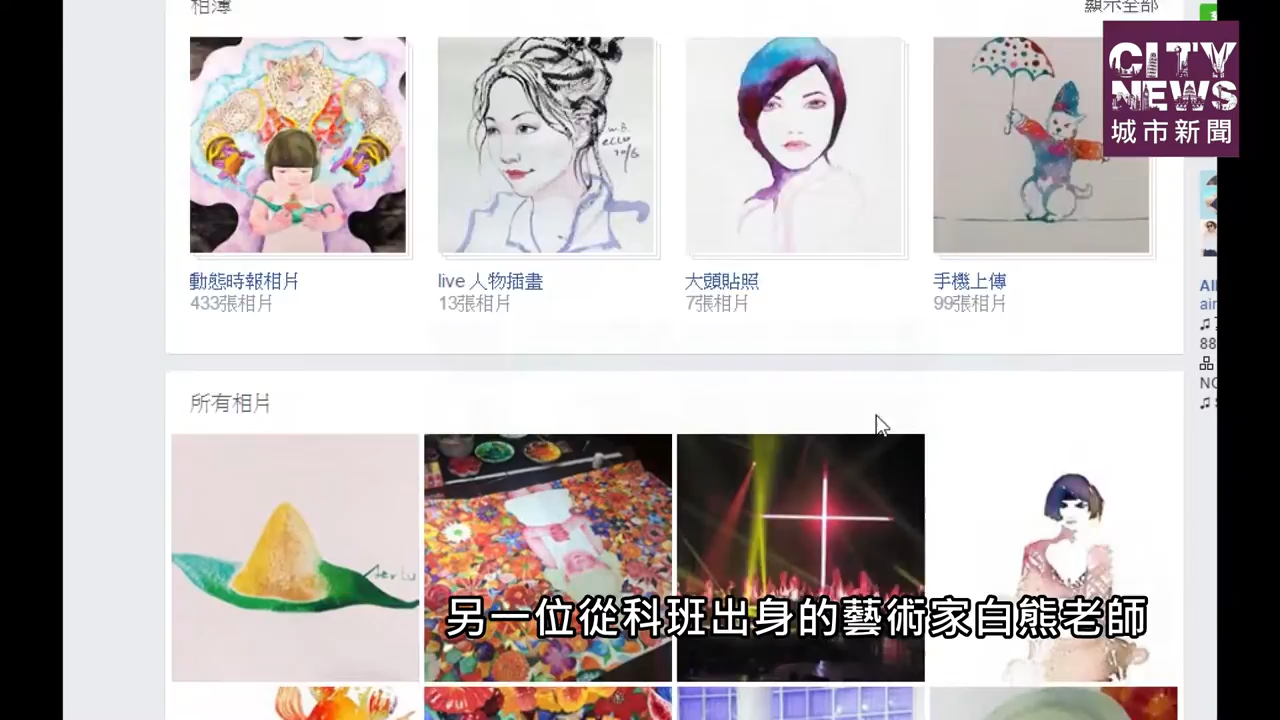 相簿
顯示全部
CITY
NEWS
城市新聞
動態時報相片
433張相片
live 人物插畫
13張相片
大頭貼照
7張相片
手機上傳
99張相片
所有相片
另一位從科班出身的藝術家白熊老師